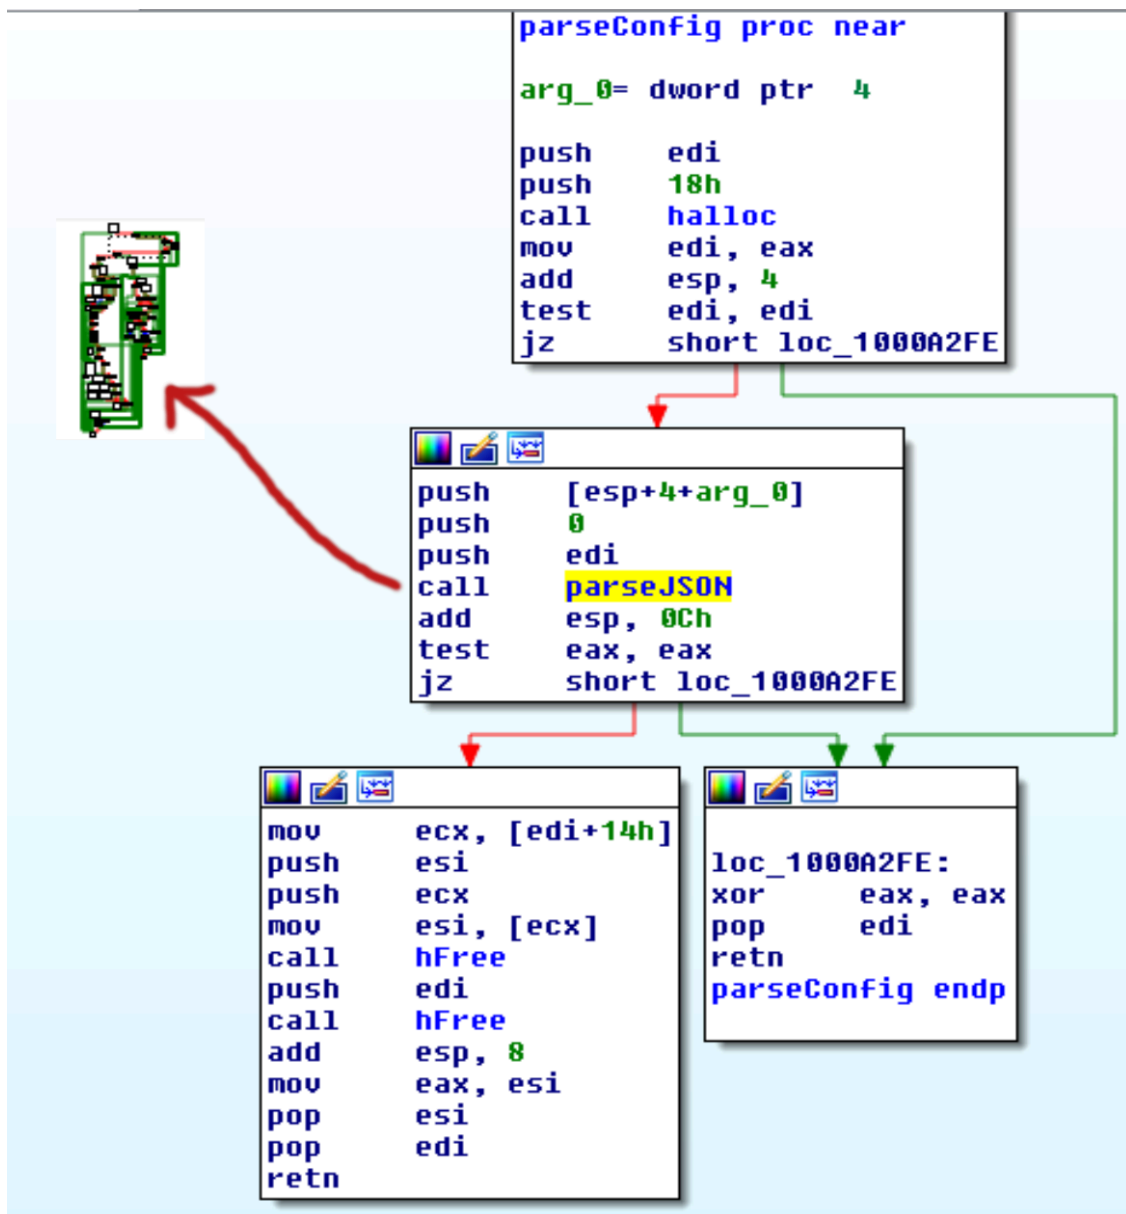 parseConfig proc near
arg_0= dword ptr  4
push edi
push 18h
call halloc
mov edi, eax
add esp, 4
test edi, edi
jz short loc_1000A2FE
push [esp+4+arg_0]
push 0
push edi
call parseJSON
add esp, 0Ch
test eax, eax
jz short loc_1000A2FE
mov ecx, [edi+14h]
push esi
push ecx
mov esi, [ecx]
call hFree
push edi
call hFree
add esp, 8
mov eax, esi
pop esi
pop edi
retn
loc_1000A2FE:
xor eax, eax
pop edi
retn
parseConfig endp